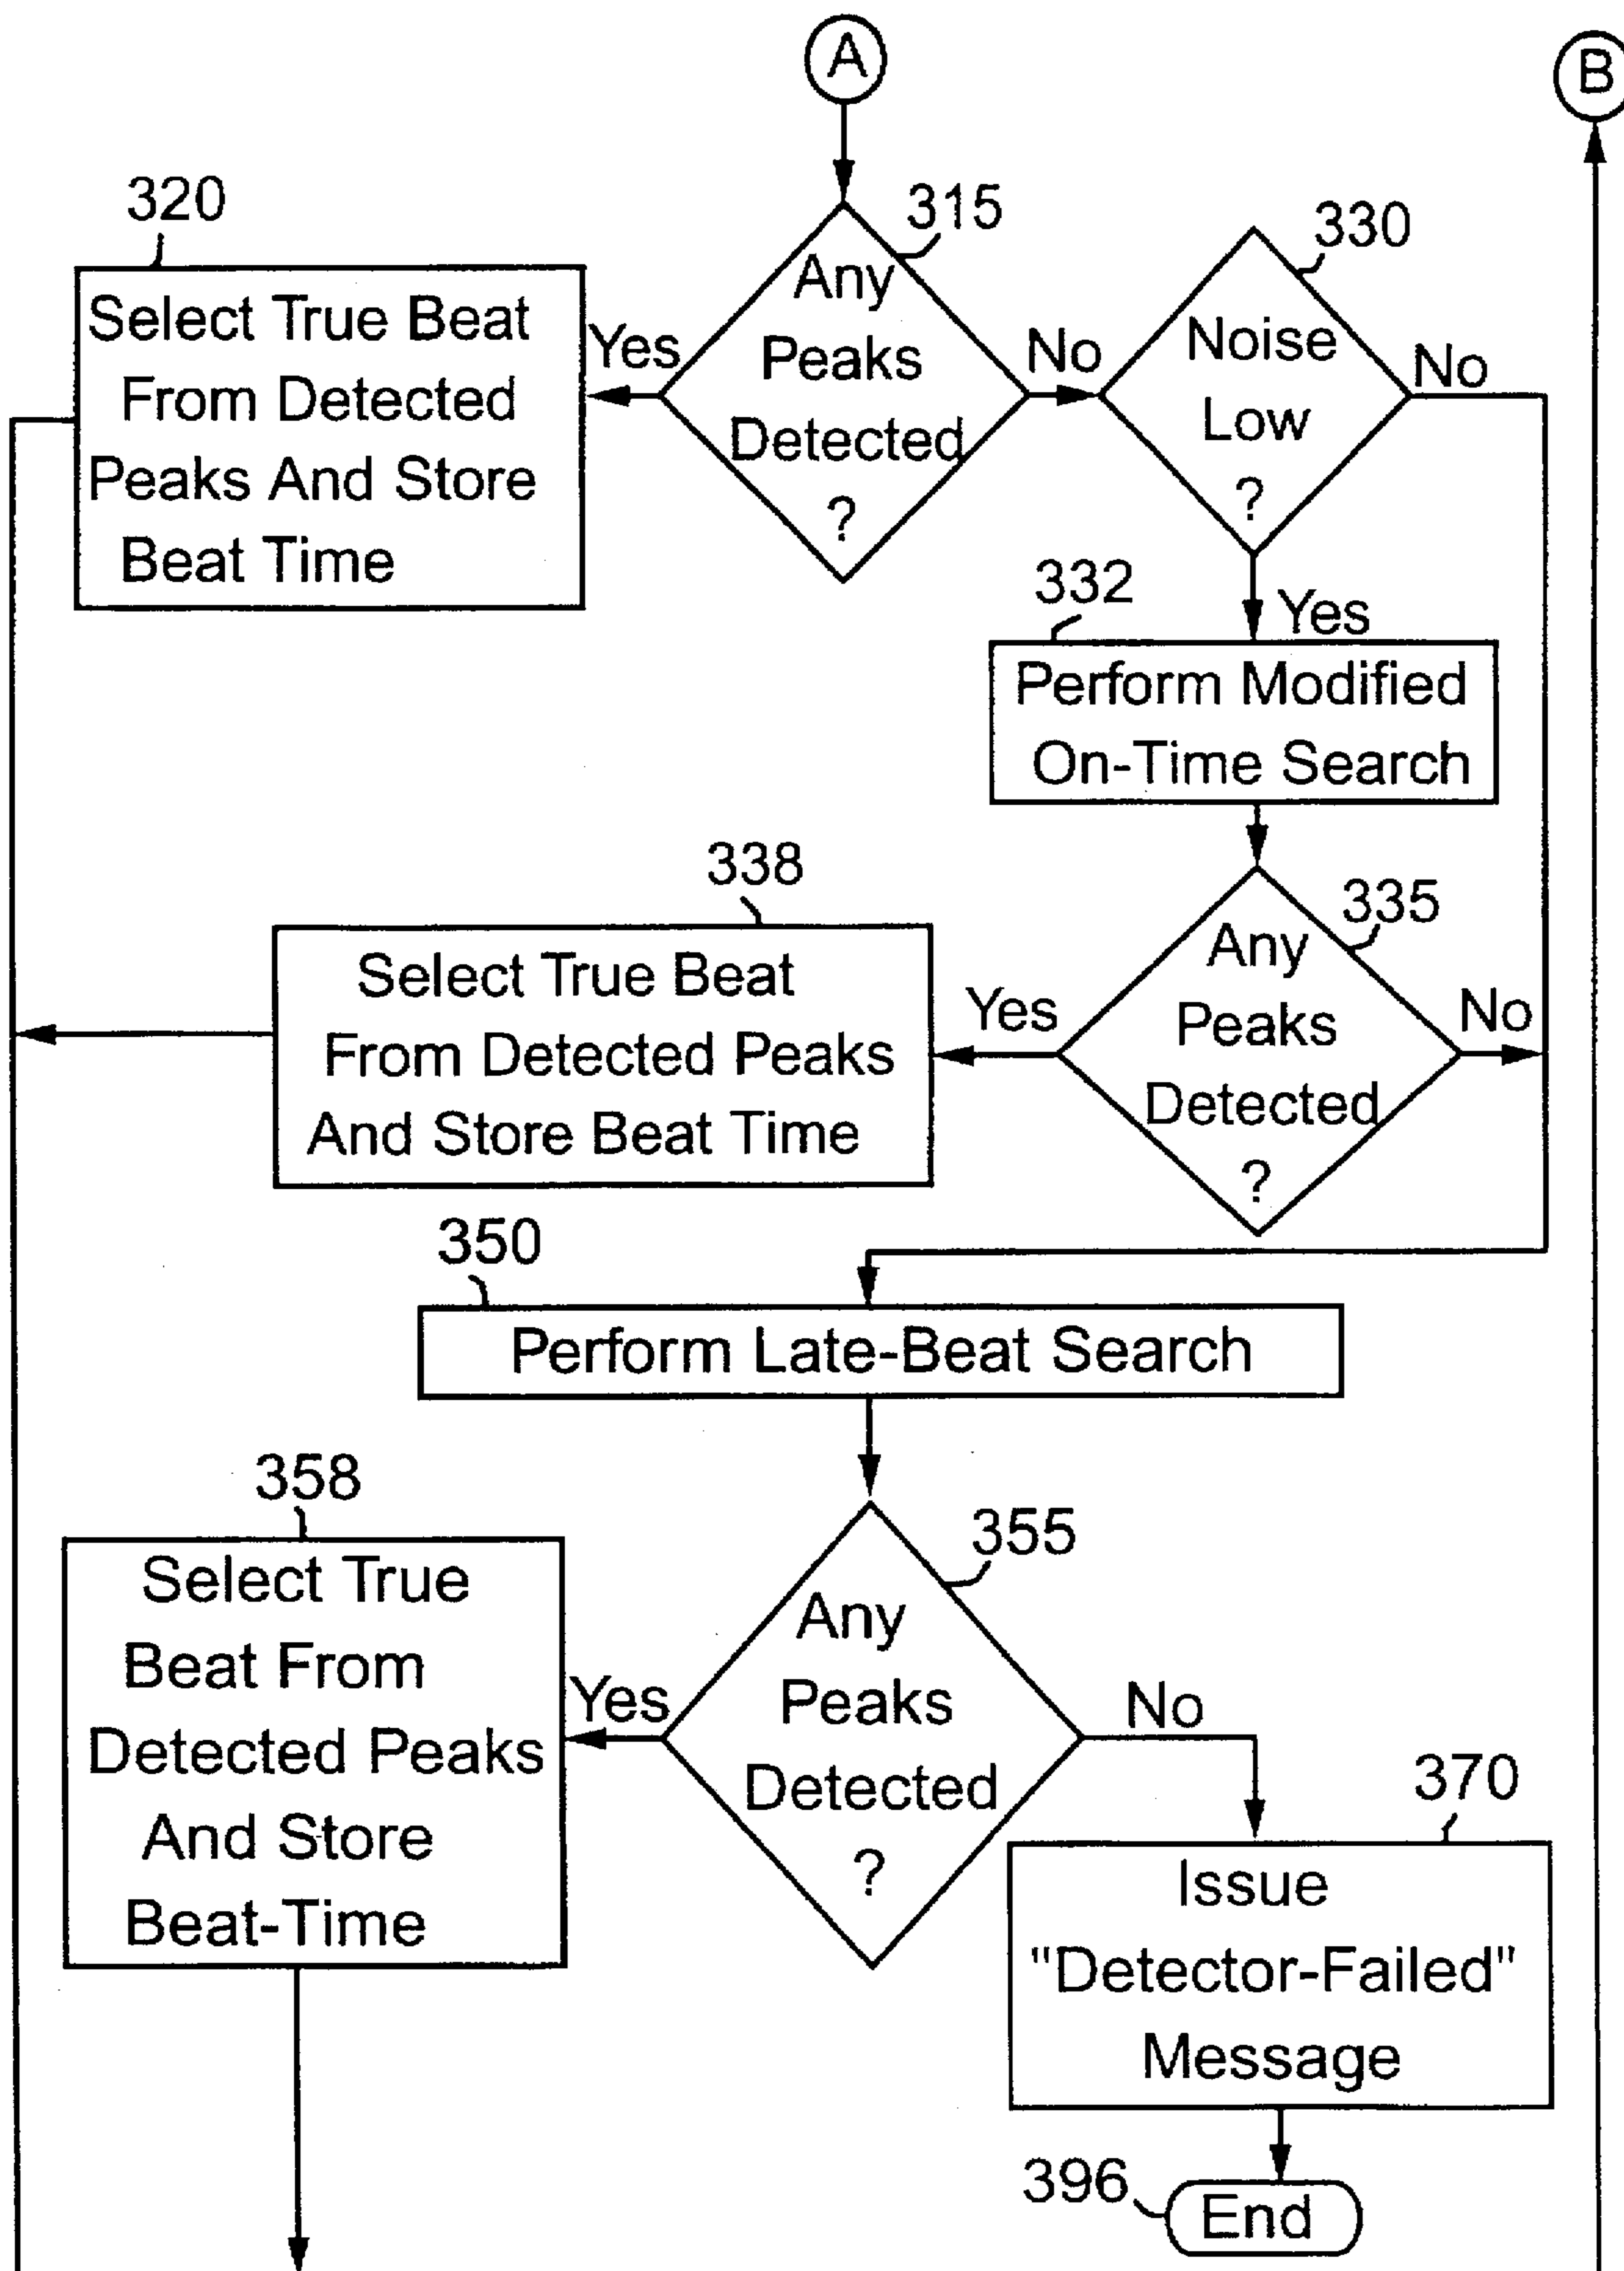 A
B
320
315
330
Select True Beat
From Detected
Peaks And Store
Beat Time
Yes
Any
Peaks
Detected
?
No
Noise
Low
?
No
332
Yes
Perform Modified
On-Time Search
338
335
Select True Beat
From Detected Peaks
And Store Beat Time
Yes
Any
Peaks
Detected
?
No
350
Perform Late-Beat Search
358
355
Select True
Beat From
Detected Peaks
And Store
Beat-Time
Yes
Any
Peaks
Detected
?
No
370
Issue
"Detector-Failed"
Message
396
End